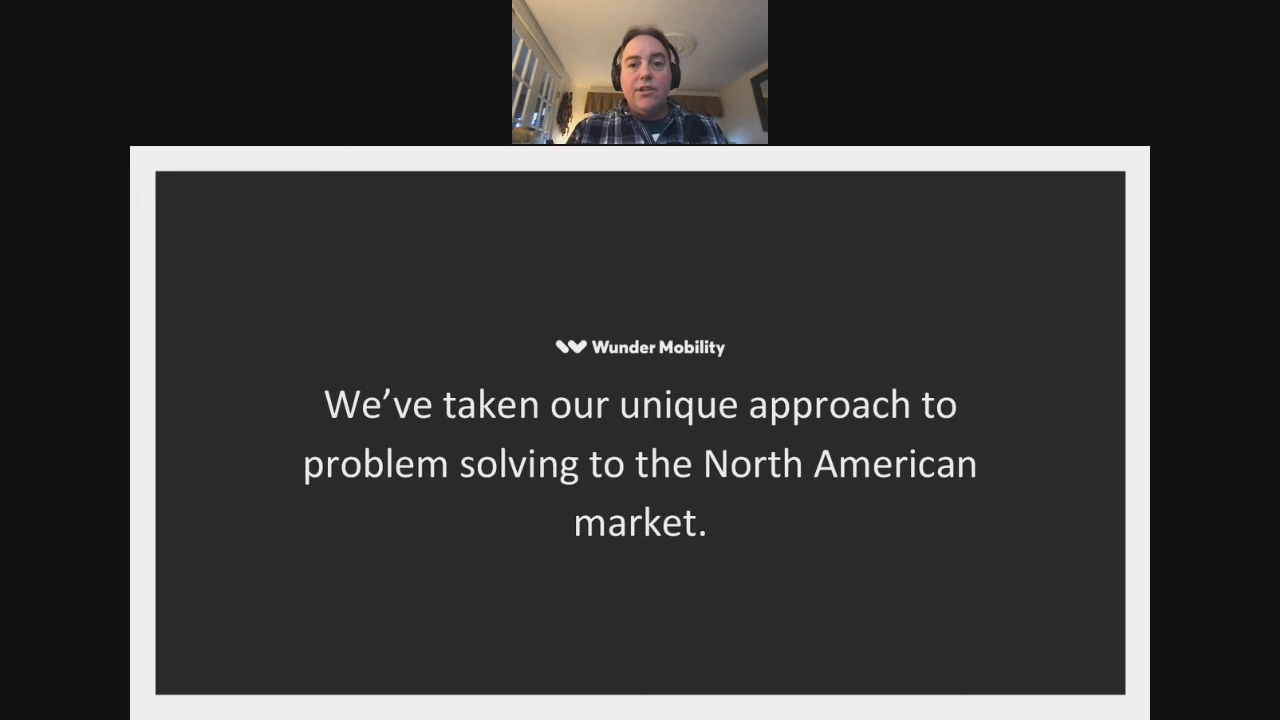 Wunder Mobility
We’ve taken our unique approach to
problem solving to the North American
market.